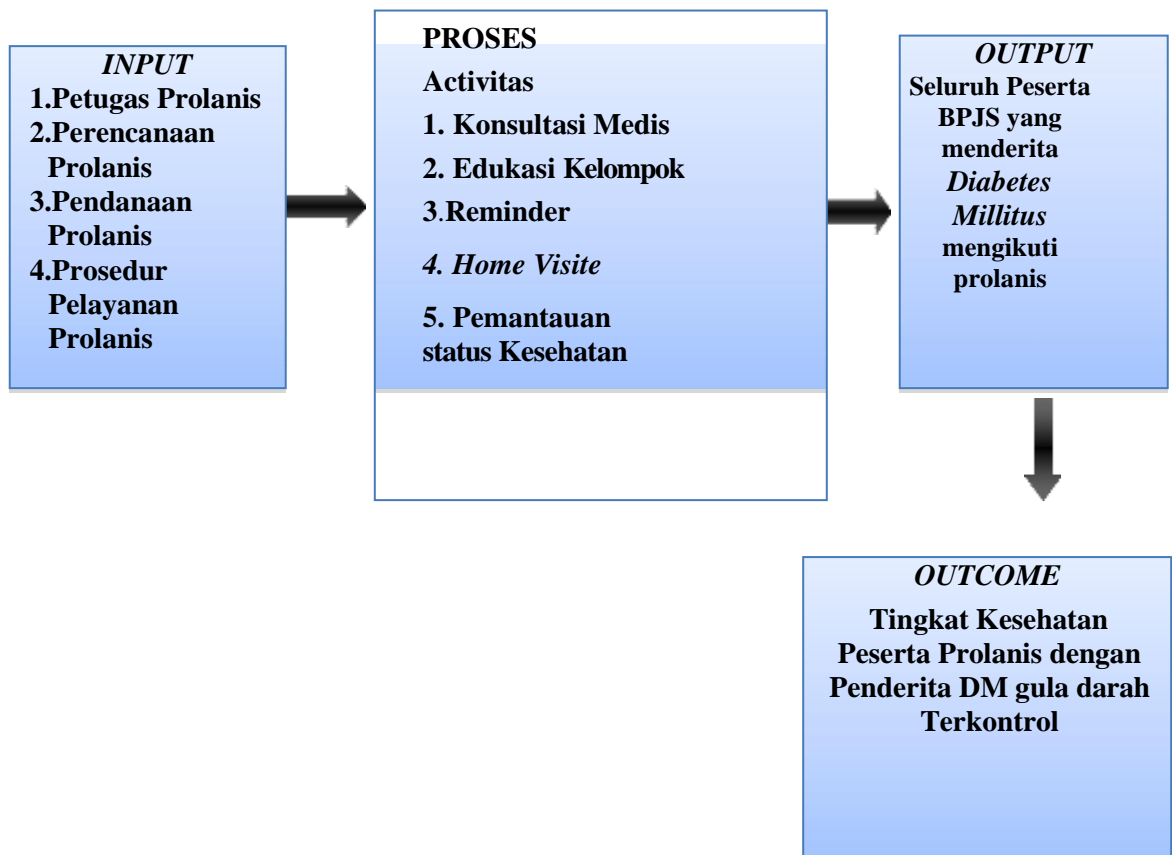 INPUT
1.Petugas Prolanis
2.Perencanaan
Prolanis
3.Pendanaan
Prolanis
4.Prosedur
Pelayanan
Prolanis
PROSES
Activitas
1. Konsultasi Medis
2. Edukasi Kelompok
3.Reminder
4. Home Visite
5. Pemantauan
status Kesehatan
OUTPUT
Seluruh Peserta
BPJS yang
menderita
Diabetes
Millitus
mengikuti
prolanis
OUTCOME
Tingkat Kesehatan
Peserta Prolanis dengan
Penderita DM gula darah
Terkontrol